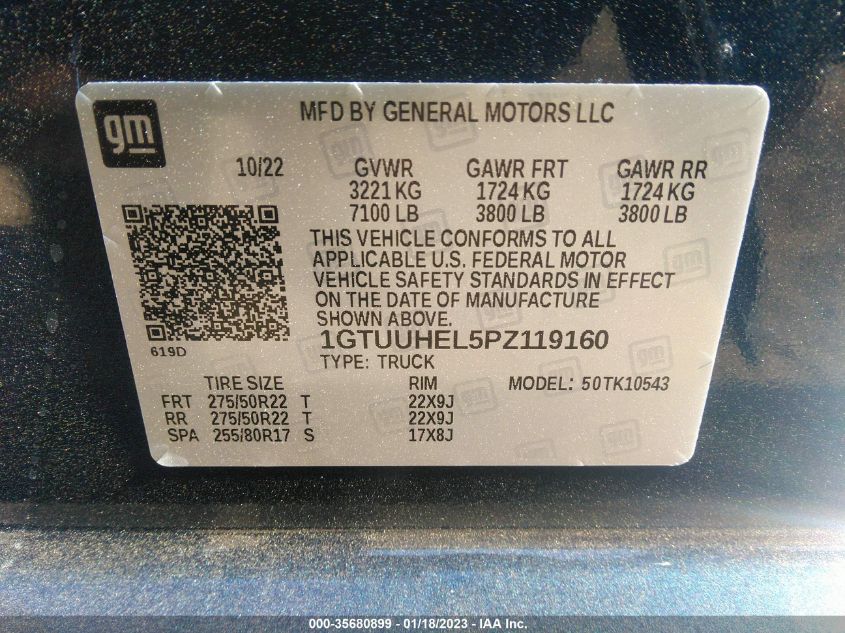 gm
MFD BY GENERAL MOTORS LLC
10/22 GVWR GAWR FRT GAWR RR
3221 KG 1724 KG 1724 KG
7100 LB 3800 LB 3800 LB
THIS VEHICLE CONFORMS TO ALL
APPLICABLE U.S. FEDERAL MOTOR
VEHICLE SAFETY STANDARDS IN EFFECT
ON THE DATE OF MANUFACTURE
SHOWN ABOVE.
619D
1GTUUHEL5PZ119160
TYPE: TRUCK
TIRE SIZE RIM MODEL: 50TK10543
FRT 275/50R22 T 22X9J
RR 275/50R22 T 22X9J
SPA 255/80R17 S 17X8J
000-35680899 - 01/18/2023 - IAA Inc.